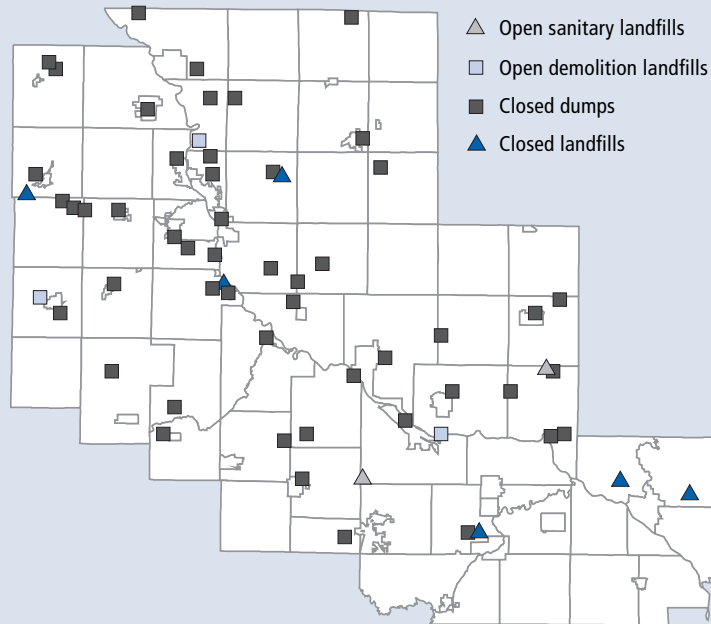 Open sanitary landfills
Open demolition landfills
Closed dumps
Closed landfills